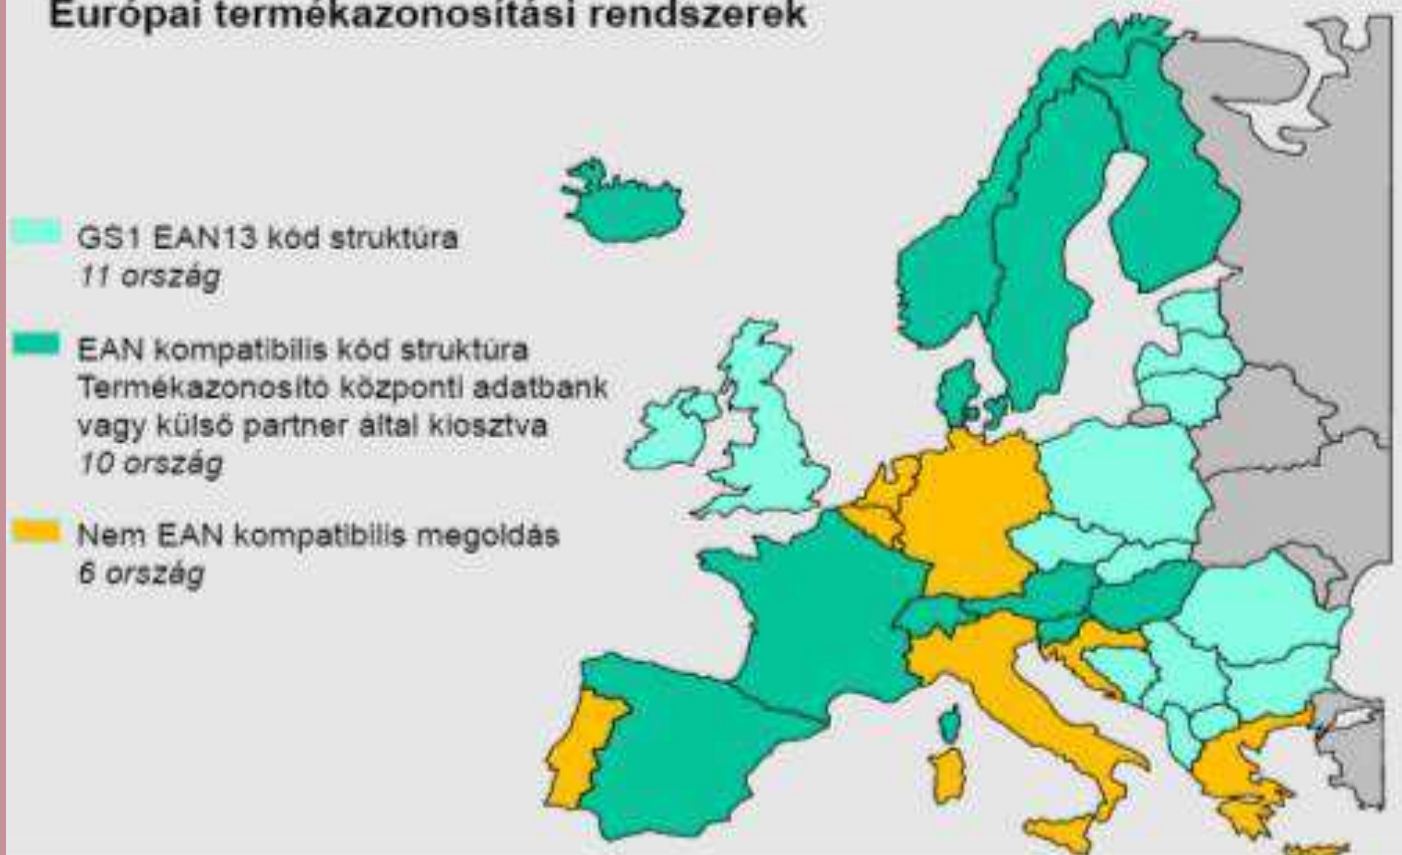 Európai termékazonosítási rendszerek
GS1 EAN13 kód struktúra
11 ország
EAN kompatibilis kód struktúra
Termékazonosító központi adatbank
vagy külső partner által kiosztva
10 ország
Nem EAN kompatibilis megoldás
6 ország